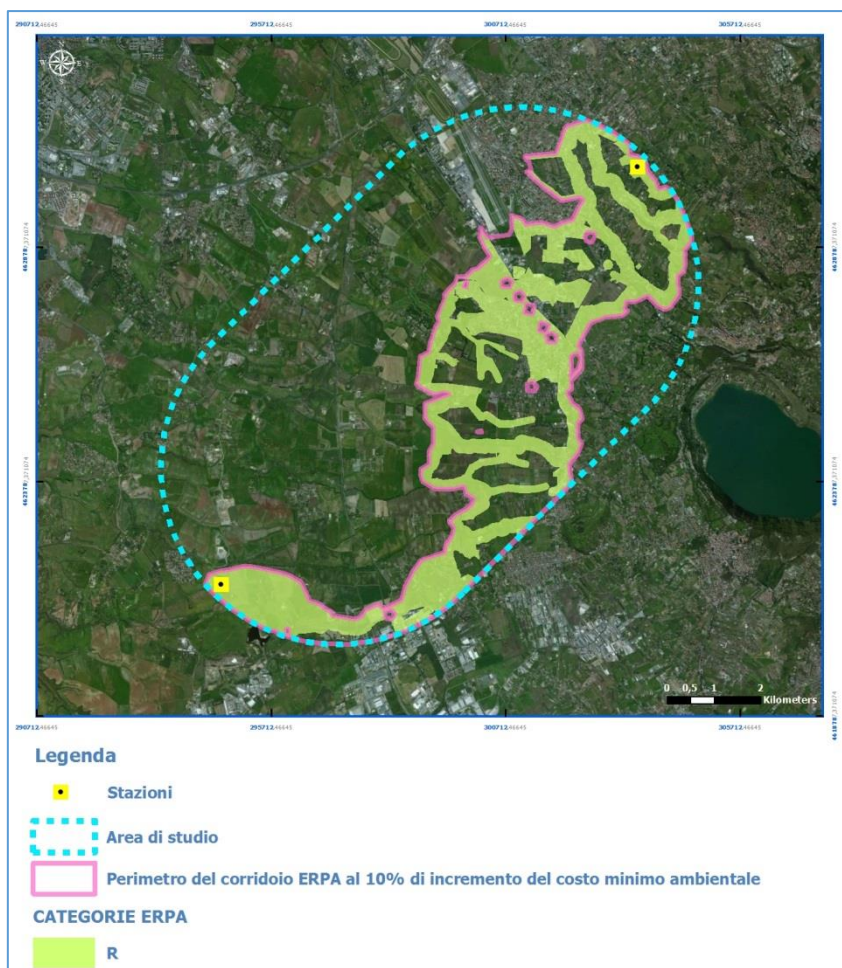 290712,46645 295712,46645 300712,46645 305712,46645
N
W E
S
0 0,5 1 2
Kilometers
290712,46645 295712,46645 300712,46645 305712,46645
Legenda
Stazioni
Area di studio
Perimetro del corridoio ERPA al 10% di incremento del costo minimo ambientale
CATEGORIE ERPA
R